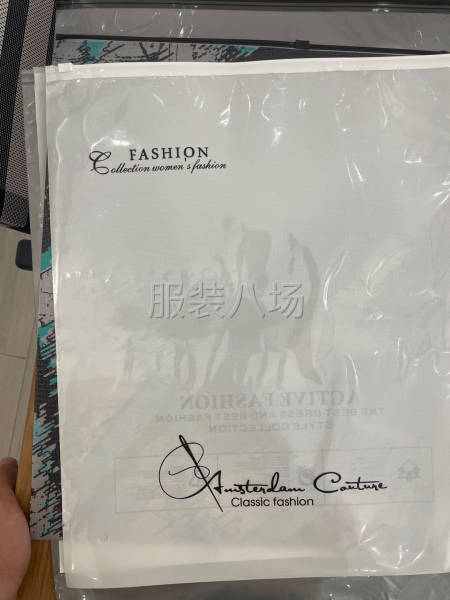 FASHION
Collection women's fashion
服装八场
ACTIVE FASHION
THE BEST DRESS AND BEST FASHION
STYLE COLLECTION
Amsterdam Couture
Classic fashion